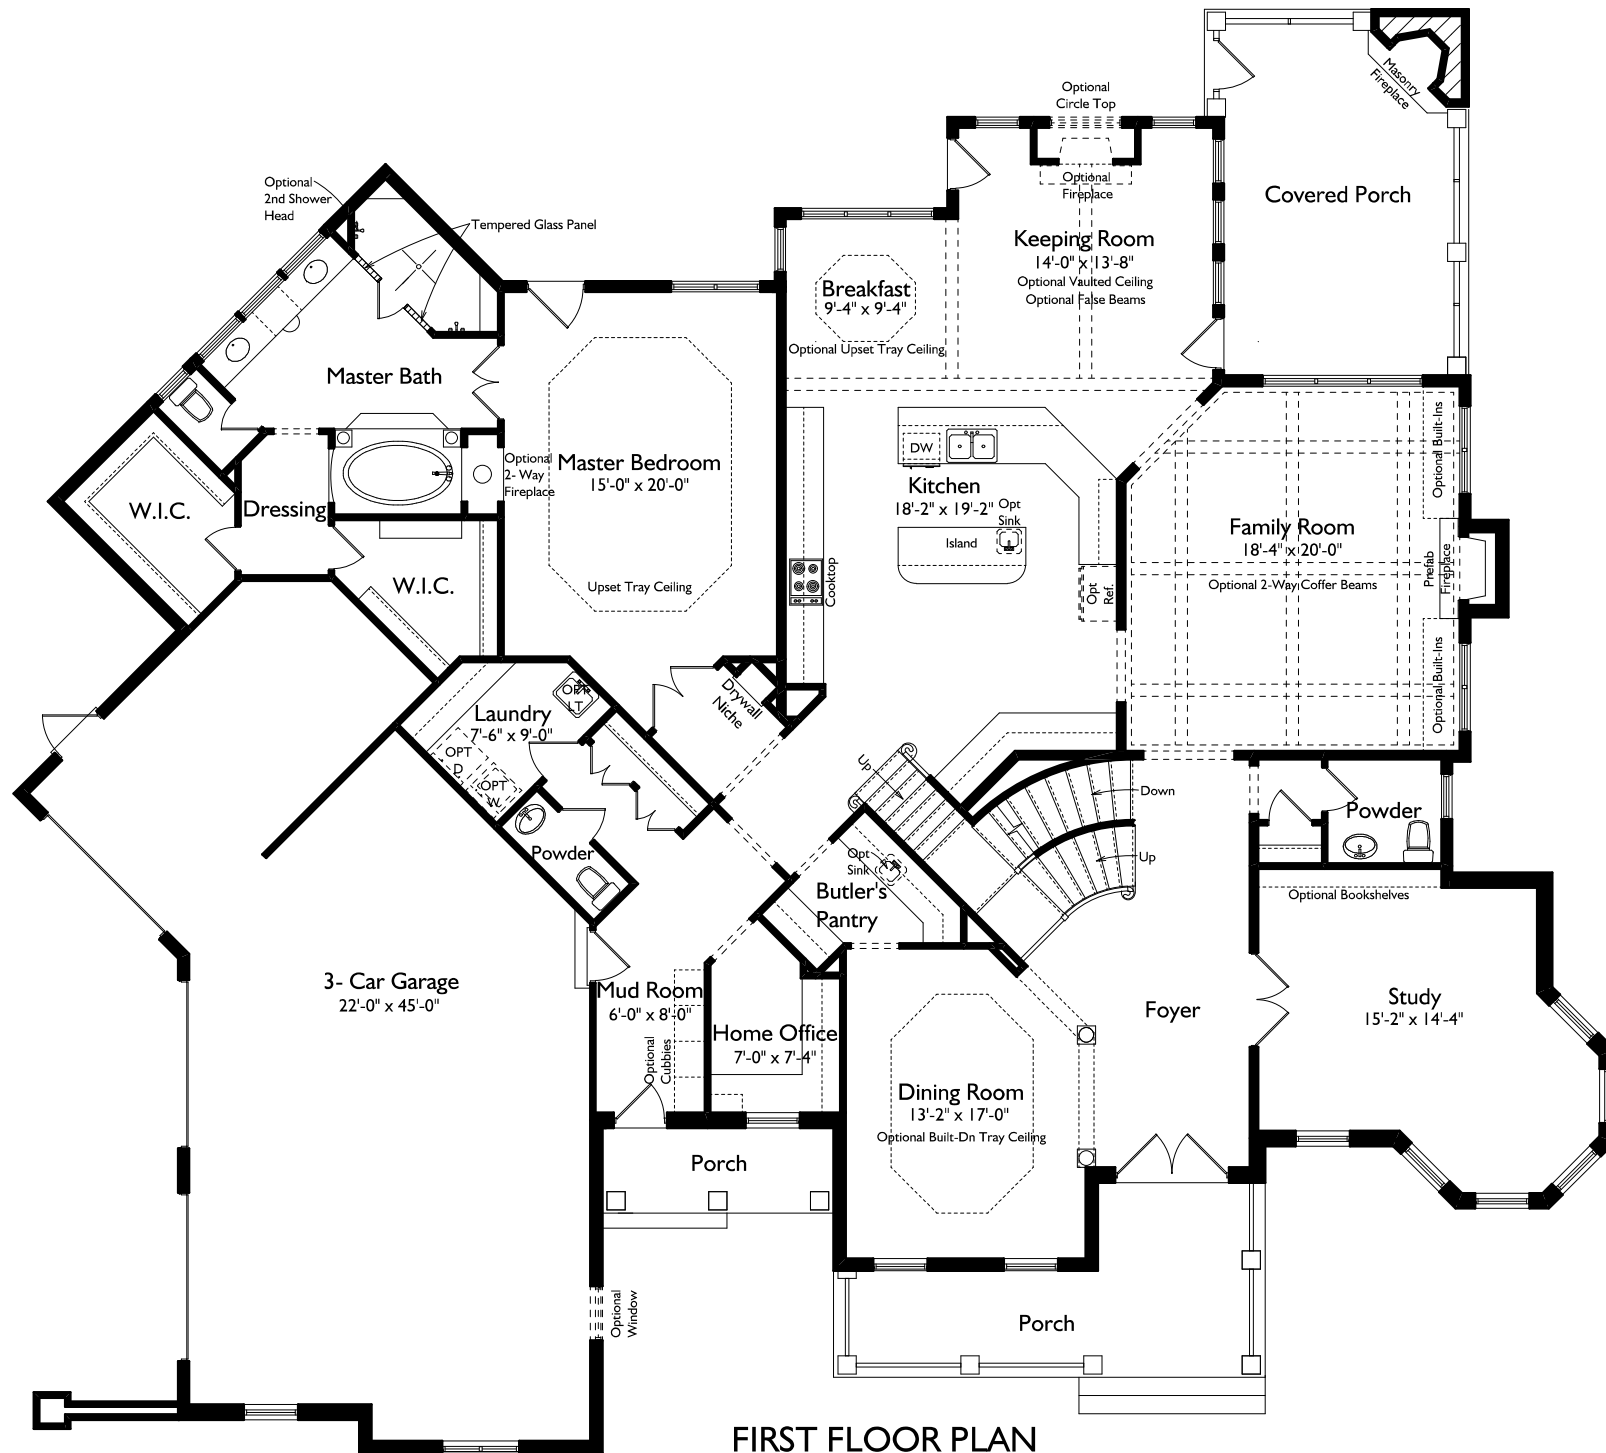 Optional
Circle Top
Masonry
Fireplace
Optional
2nd Shower
Head
Tempered Glass Panel
Optional
Fireplace
Covered Porch
Keeping Room
14'-0" x 13'-8"
Optional Vaulted Ceiling
Optional False Beams
Breakfast
9'-4" x 9'-4"
Optional Upset Tray Ceiling
Master Bath
Optional
2- Way
Fireplace
Master Bedroom
15'-0" x 20'-0"
Upset Tray Ceiling
DW
Kitchen
18'-2" x 19'-2"
Opt
Sink
Island
Cooktop
Opt
Ref.
Optional Built-Ins
Family Room
18'-4" x 20'-0"
Optional 2-Way Coffer Beams
Prefab
Fireplace
Optional Built-Ins
W.I.C.
Dressing
W.I.C.
Laundry
7'-6" x 9'-0"
OPT
LT
OPT
D
OPT
W
Drywall
Niche
Up
Down
Up
Powder
Powder
Opt
Sink
Butler's
Pantry
Optional Bookshelves
3- Car Garage
22'-0" x 45'-0"
Mud Room
6'-0" x 8'-0"
Optional
Cubbies
Home Office
7'-0" x 7'-4"
Foyer
Study
15'-2" x 14'-4"
Dining Room
13'-2" x 17'-0"
Optional Built-Dn Tray Ceiling
Porch
Optional
Window
Porch
FIRST FLOOR PLAN